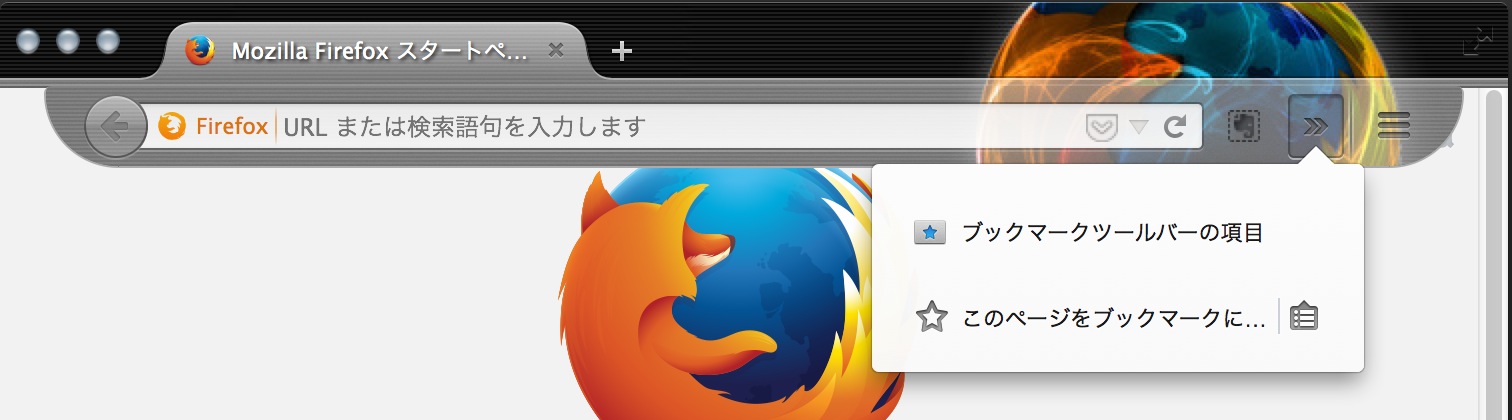 Mozilla Firefox スタートペ...
Firefox
URL または検索語句を入力します
ブックマークツールバーの項目
このページをブックマークに...